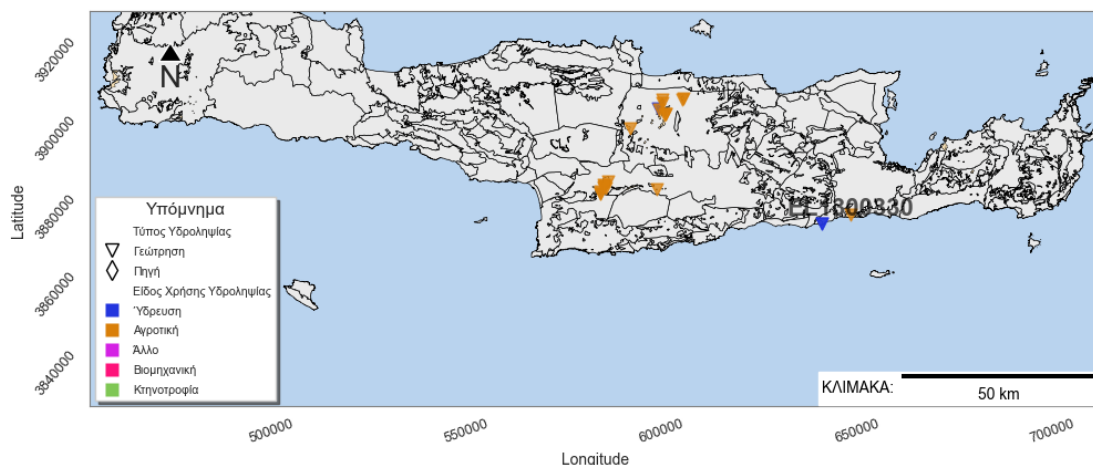 3920000
3900000
3880000
3860000
3840000
Latitude
N
Υπόμνημα
Τύπος Υδροληψίας
Γεώτρηση
Πηγή
Είδος Χρήσης Υδροληψίας
Ύδρευση
Αγροτική
Άλλο
Βιομηχανική
Κτηνοτροφία
ΚΛΙΜΑΚΑ:
50 km
500000
550000
600000
650000
700000
Longitude